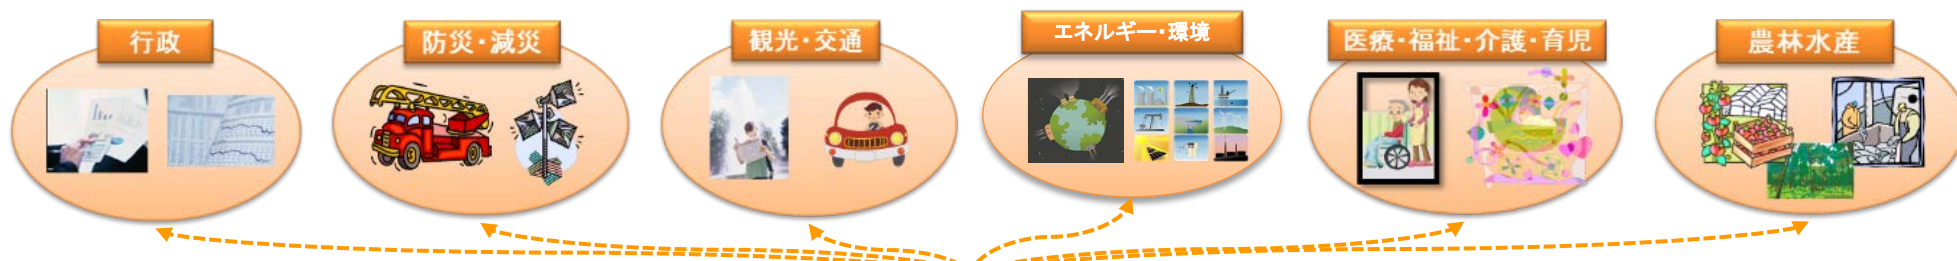 行政
防災・減災
観光・交通
エネルギー・環境
医療・福祉・介護・育児
農林水産